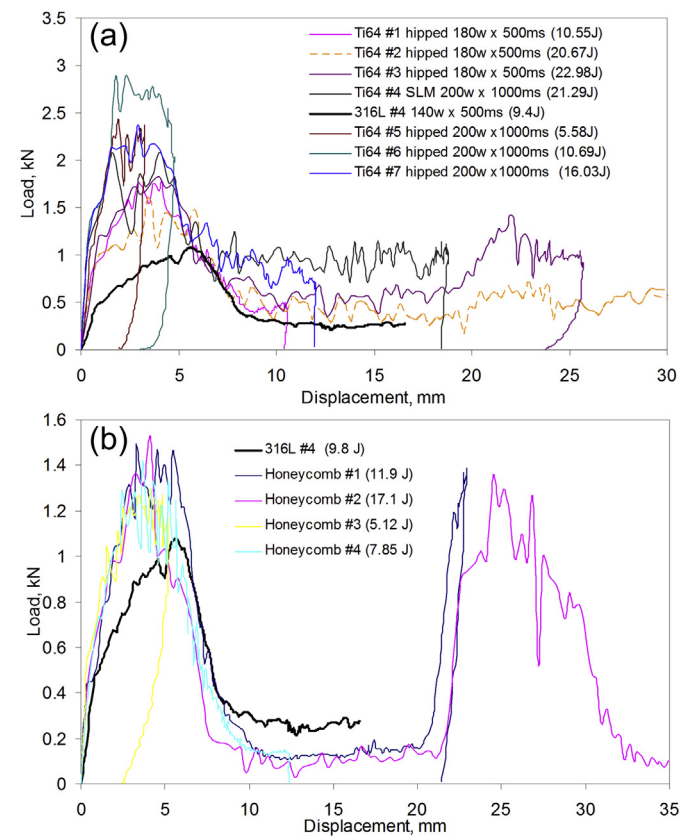 (a)
Ti64 #1 hipped 180w x 500ms (10.55J)
Ti64 #2 hipped 180w x500ms (20.67J)
Ti64 #3 hipped 180w x 500ms (22.98J)
Ti64 #4 SLM 200w x 1000ms (21.29J)
316L #4 140w x 500ms (9.4J)
Ti64 #5 hipped 200w x1000ms (5.58J)
Ti64 #6 hipped 200w x1000ms (10.69J)
Ti64 #7 hipped 200w x1000ms (16.03J)
Load, kN
3.5
3
2.5
2
1.5
1
0.5
0
0 5 10 15 20 25 30
Displacement, mm
(b)
316L #4 (9.8 J)
Honeycomb #1 (11.9 J)
Honeycomb #2 (17.1 J)
Honeycomb #3 (5.12 J)
Honeycomb #4 (7.85 J)
Load, kN
1.6
1.4
1.2
1
0.8
0.6
0.4
0.2
0
0 5 10 15 20 25 30 35
Displacement, mm